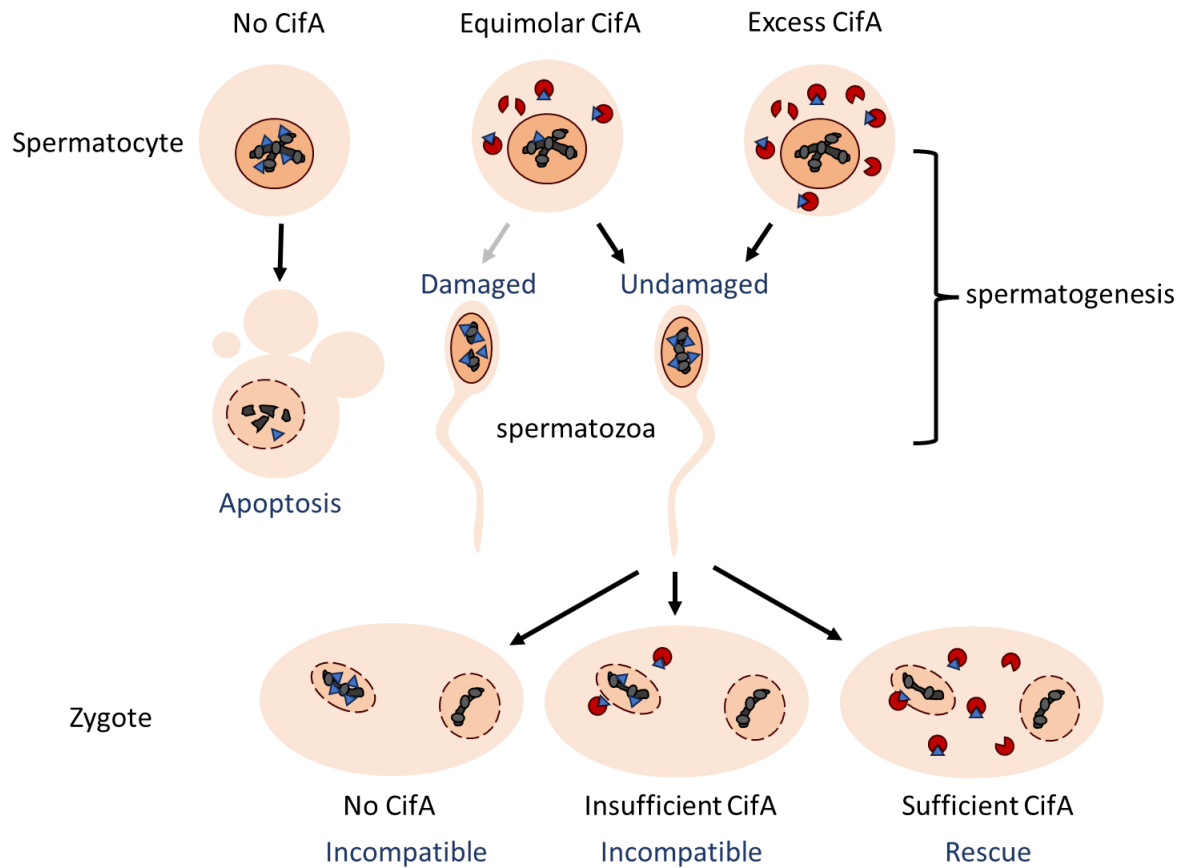 No CifA
Equimolar CifA
Excess CifA
Spermatocyte
Damaged
Undamaged
spermatogenesis
spermatozoa
Apoptosis
Zygote
No CifA
Insufficient CifA
Sufficient CifA
Incompatible
Incompatible
Rescue